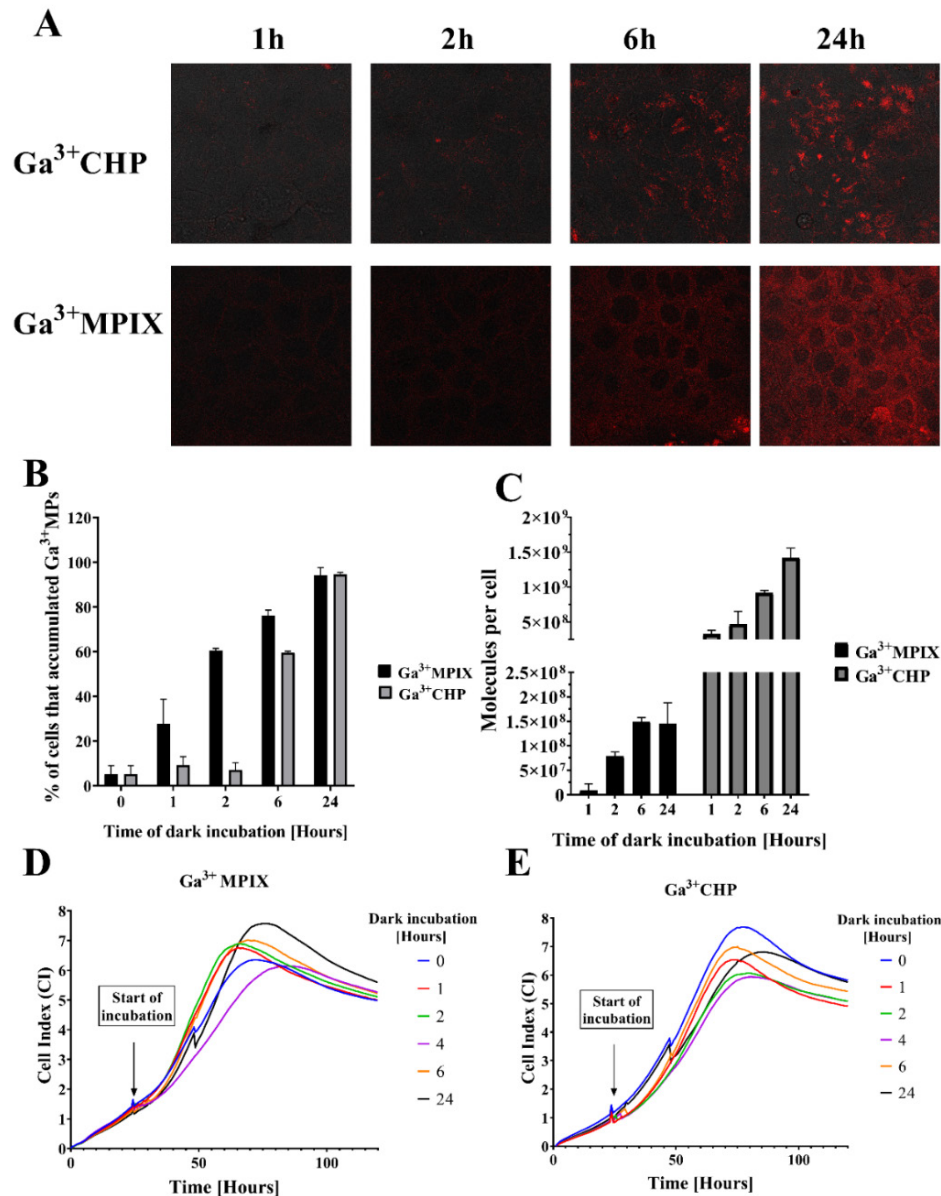 A
1h 2h 6h 24h
Ga³⁺CHP
Ga³⁺MPIX
B
% of cells that accumulated Ga³⁺MPs
120
100
80
60
40
20
0
0 1 2 6 24
Time of dark incubation [Hours]
Ga³⁺MPIX
Ga³⁺CHP
C
Molecules per cell
2×10⁹
1.5×10⁹
1×10⁹
5×10⁸
2.5×10⁸
2×10⁸
1.5×10⁸
1×10⁸
5×10⁷
0
1 2 6 24 1 2 6 24
Time of dark incubation [Hours]
Ga³⁺MPIX
Ga³⁺CHP
D
Ga³⁺ MPIX
Cell Index (CI)
8
7
6
5
4
3
2
1
0
0 50 100
Time [Hours]
Start of
incubation
Dark incubation
[Hours]
0
1
2
4
6
24
E
Ga³⁺CHP
Cell Index (CI)
8
7
6
5
4
3
2
1
0
0 50 100
Time [Hours]
Start of
incubation
Dark incubation
[Hours]
0
1
2
4
6
24